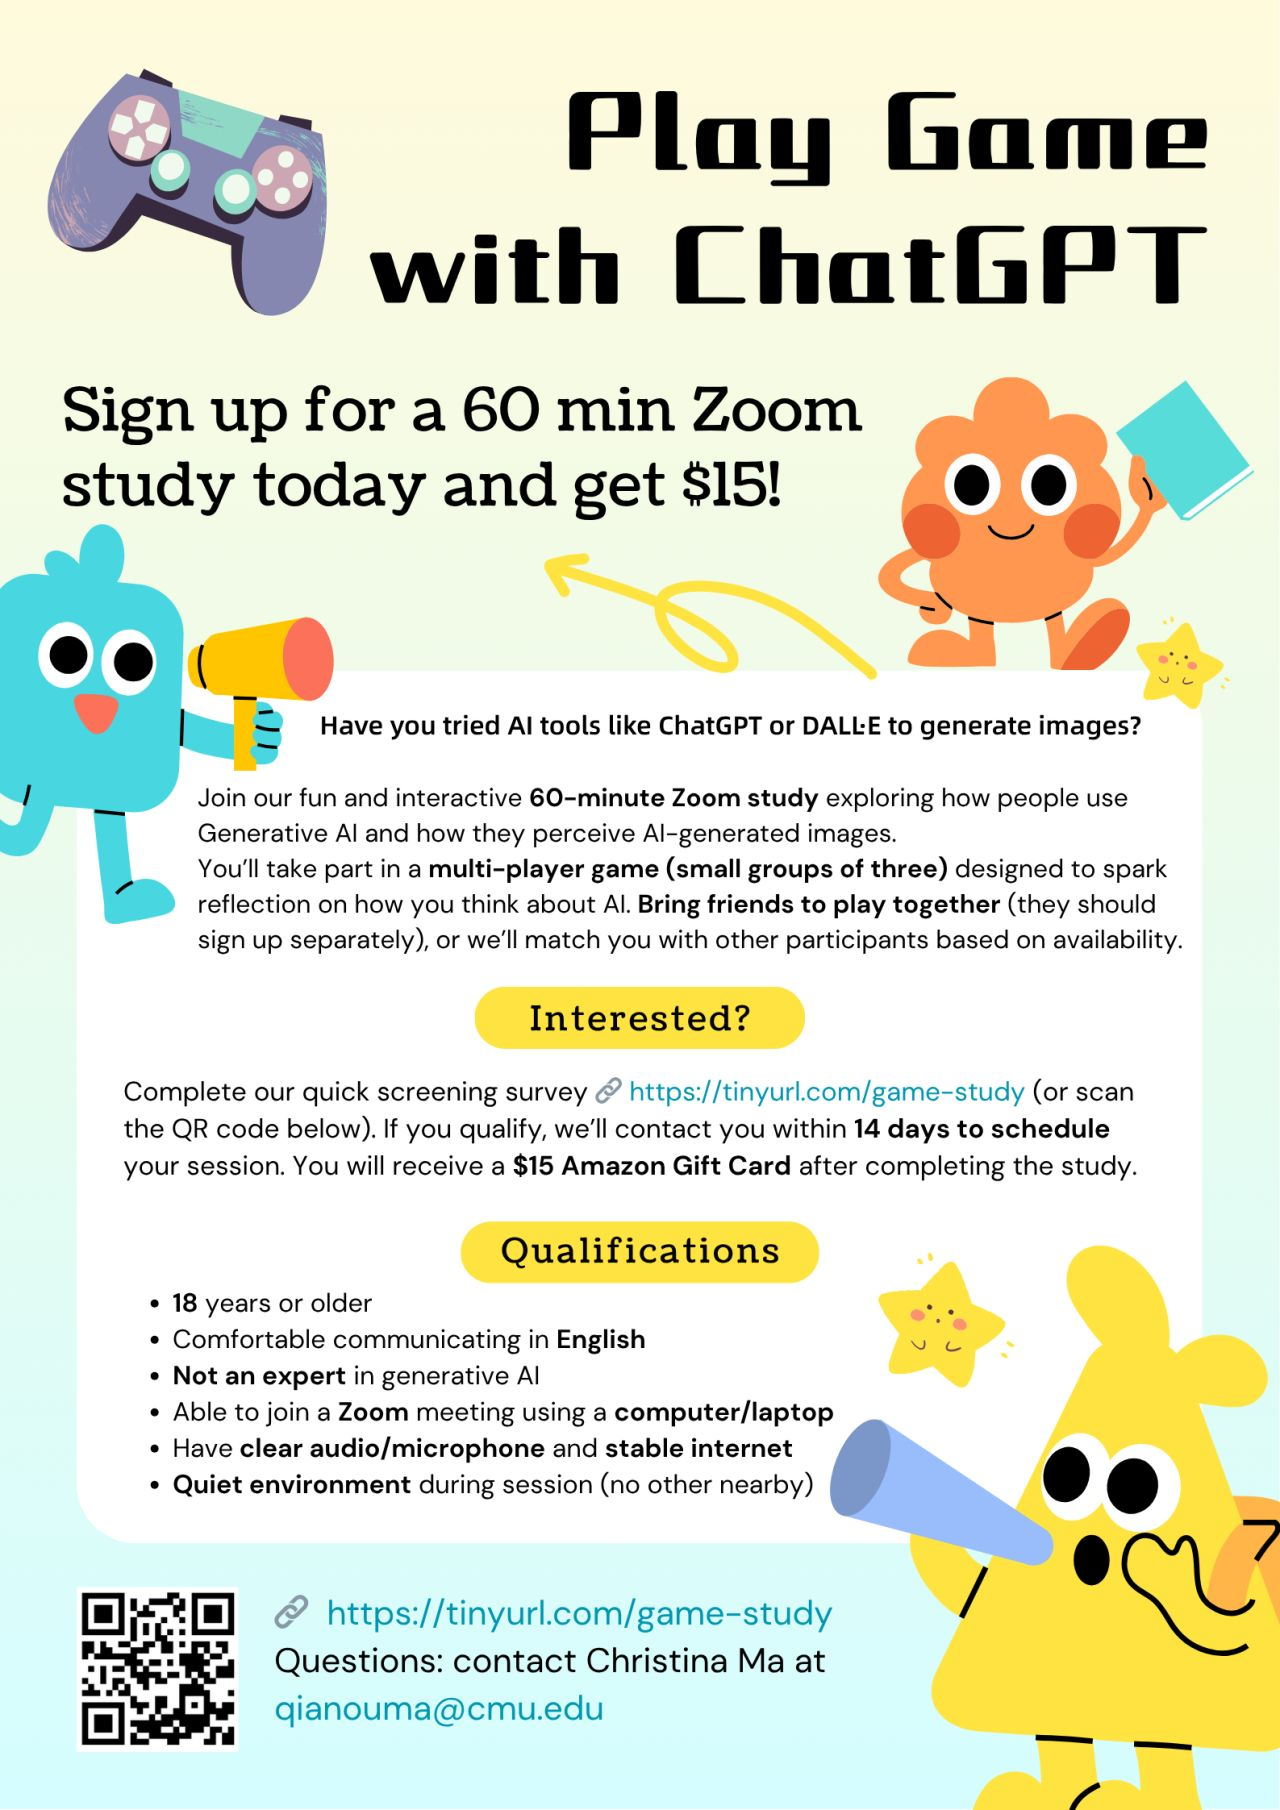 Play Game
with ChatGPT
Sign up for a 60 min Zoom
study today and get $15!
Have you tried AI tools like ChatGPT or DALL·E to generate images?
Join our fun and interactive 60-minute Zoom study exploring how people use
Generative AI and how they perceive AI-generated images.
You’ll take part in a multi-player game (small groups of three) designed to spark
reflection on how you think about AI. Bring friends to play together (they should
sign up separately), or we’ll match you with other participants based on availability.
Interested?
Complete our quick screening survey 🔗 https://tinyurl.com/game-study (or scan
the QR code below). If you qualify, we’ll contact you within 14 days to schedule
your session. You will receive a $15 Amazon Gift Card after completing the study.
Qualifications
• 18 years or older
• Comfortable communicating in English
• Not an expert in generative AI
• Able to join a Zoom meeting using a computer/laptop
• Have clear audio/microphone and stable internet
• Quiet environment during session (no other nearby)
🔗 https://tinyurl.com/game-study
Questions: contact Christina Ma at
qianouma@cmu.edu